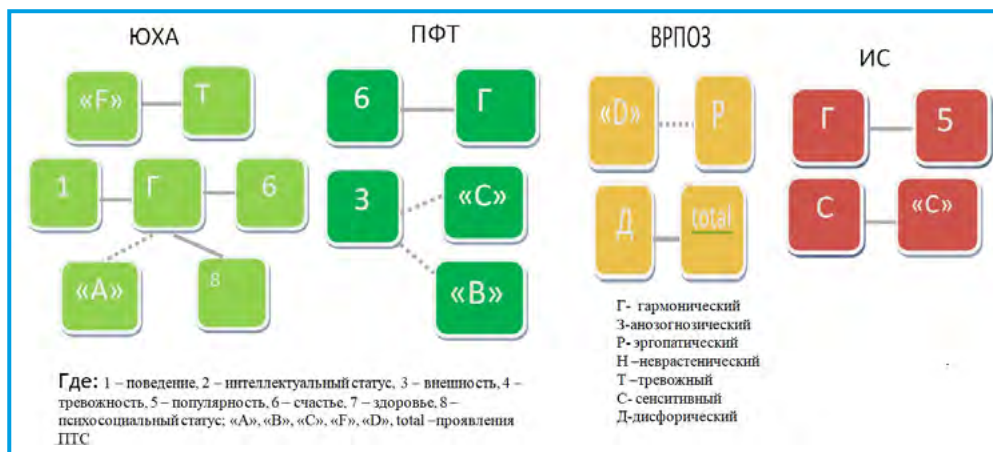 ЮХА
ПФТ
ВРПОЗ
ИС
«F»
Т
1
Г
6
«А»
8
6
Г
З
«С»
«В»
«D»
Р
Д
total
Г
5
С
«С»
Г- гармонический
З-анозогнозический
Р- эргопатический
Н –неврастенический
Т –тревожный
С- сенситивный
Д-дисфорический
Где: 1 – поведение, 2 – интеллектуальный статус, 3 – внешность, 4 –
тревожность, 5 – популярность, 6 – счастье, 7 – здоровье, 8 –
психосоциальный статус; «А», «В», «С», «F», «D», total –проявления
ПТС